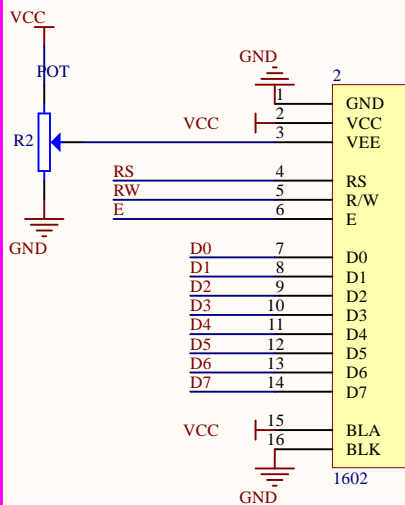 VCC
POT
R2
GND
GND
2
1 GND
VCC 2 VCC
3 VEE
RS 4 RS
RW 5 R/W
E 6 E
D0 7 D0
D1 8 D1
D2 9 D2
D3 10 D3
D4 11 D4
D5 12 D5
D6 13 D6
D7 14 D7
VCC 15 BLA
16 BLK
GND
1602